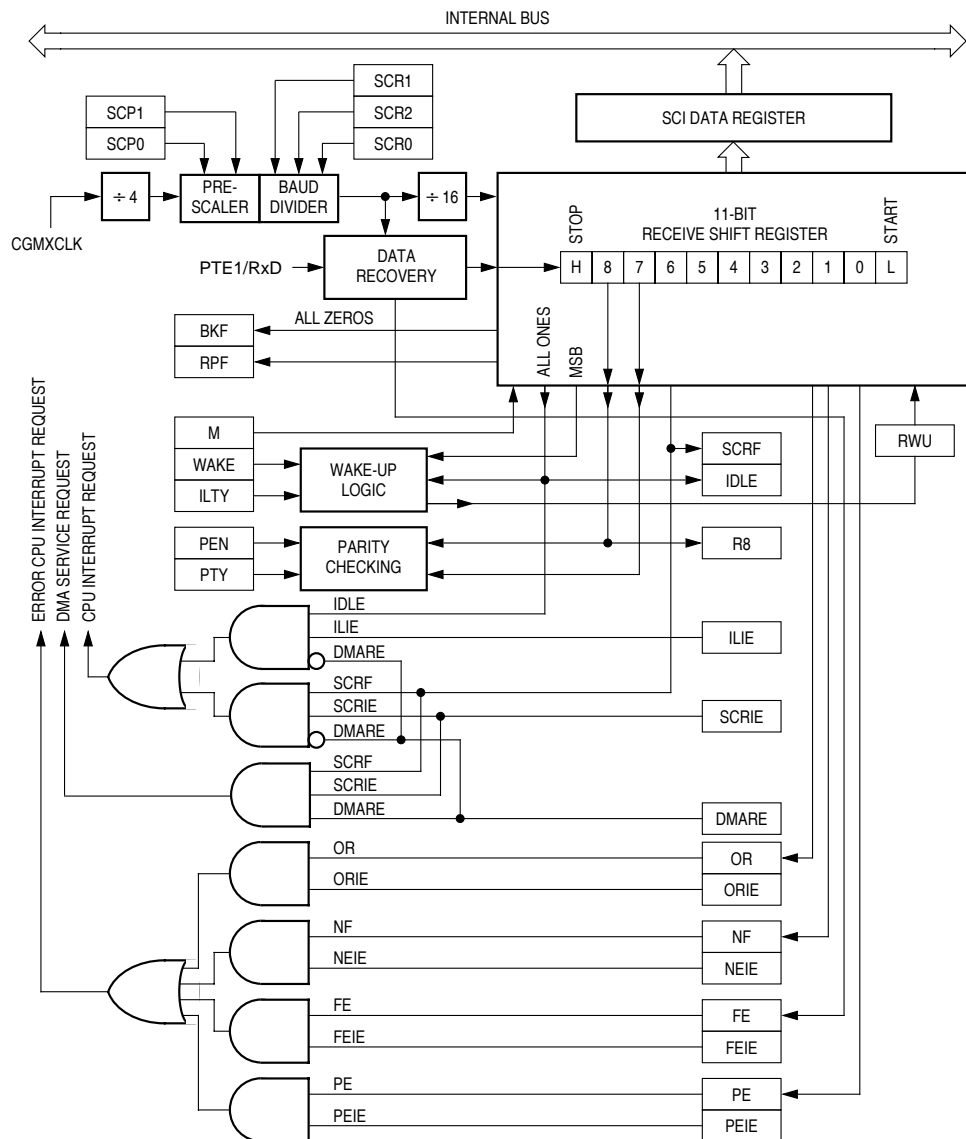 INTERNAL BUS
SCP1
SCP0
SCR1
SCR2
SCR0
SCI DATA REGISTER
÷ 4
PRE-
SCALER
BAUD
DIVIDER
÷ 16
CGMXCLK
PTE1/RxD
DATA
RECOVERY
STOP
11-BIT
RECEIVE SHIFT REGISTER
START
H 8 7 6 5 4 3 2 1 0 L
ALL ZEROS
BKF
RPF
ALL ONES
MSB
M
WAKE
ILTY
WAKE-UP
LOGIC
SCRF
IDLE
RWU
PEN
PTY
PARITY
CHECKING
R8
ERROR CPU INTERRUPT REQUEST
DMA SERVICE REQUEST
CPU INTERRUPT REQUEST
IDLE
ILIE
ILIE
DMARE
SCRF
SCRIE
SCRIE
DMARE
SCRF
SCRIE
DMARE
DMARE
OR
OR
ORIE
ORIE
NF
NF
NEIE
NEIE
FE
FE
FEIE
FEIE
PE
PE
PEIE
PEIE